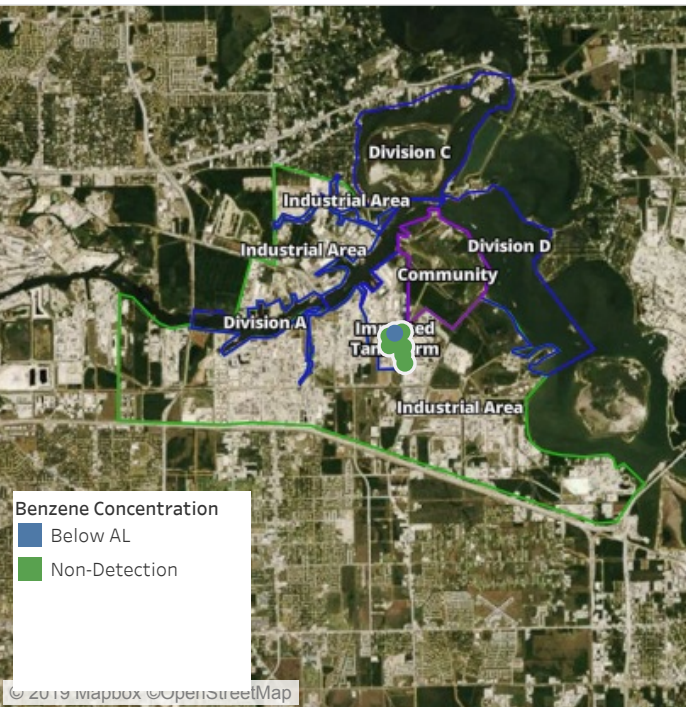 Division C
Industrial Area
Division D
Industrial Area
Community
Division A
Industrial Area
Benzene Concentration
Below AL
Non-Detection
© 2019 Mapbox ©OpenStreetMap